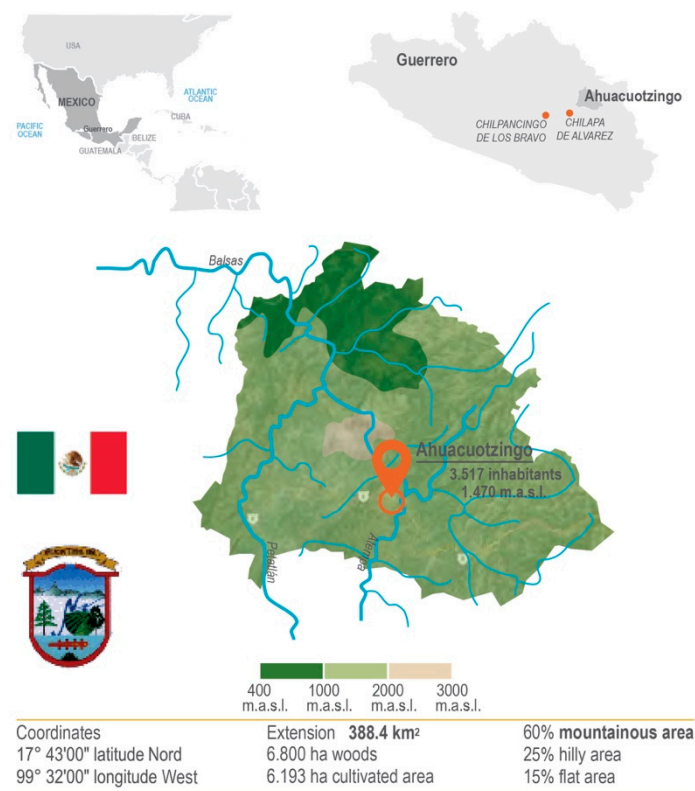 USA
MEXICO
ATLANTIC
OCEAN
PACIFIC
OCEAN
CUBA
Guerrero
BELIZE
GUATEMALA
Guerrero
Ahuacuotzingo
CHILPANCINGO
DE LOS BRAVO
CHILAPA
DE ALVAREZ
Balsas
Ahuacuotzingo
3.517 inhabitants
1.470 m.a.s.l.
Petatlán
400
m.a.s.l.
1000
m.a.s.l.
2000
m.a.s.l.
3000
m.a.s.l.
Coordinates
17° 43'00" latitude Nord
99° 32'00" longitude West
Extension 388.4 km²
6.800 ha woods
6.193 ha cultivated area
60% mountainous area
25% hilly area
15% flat area